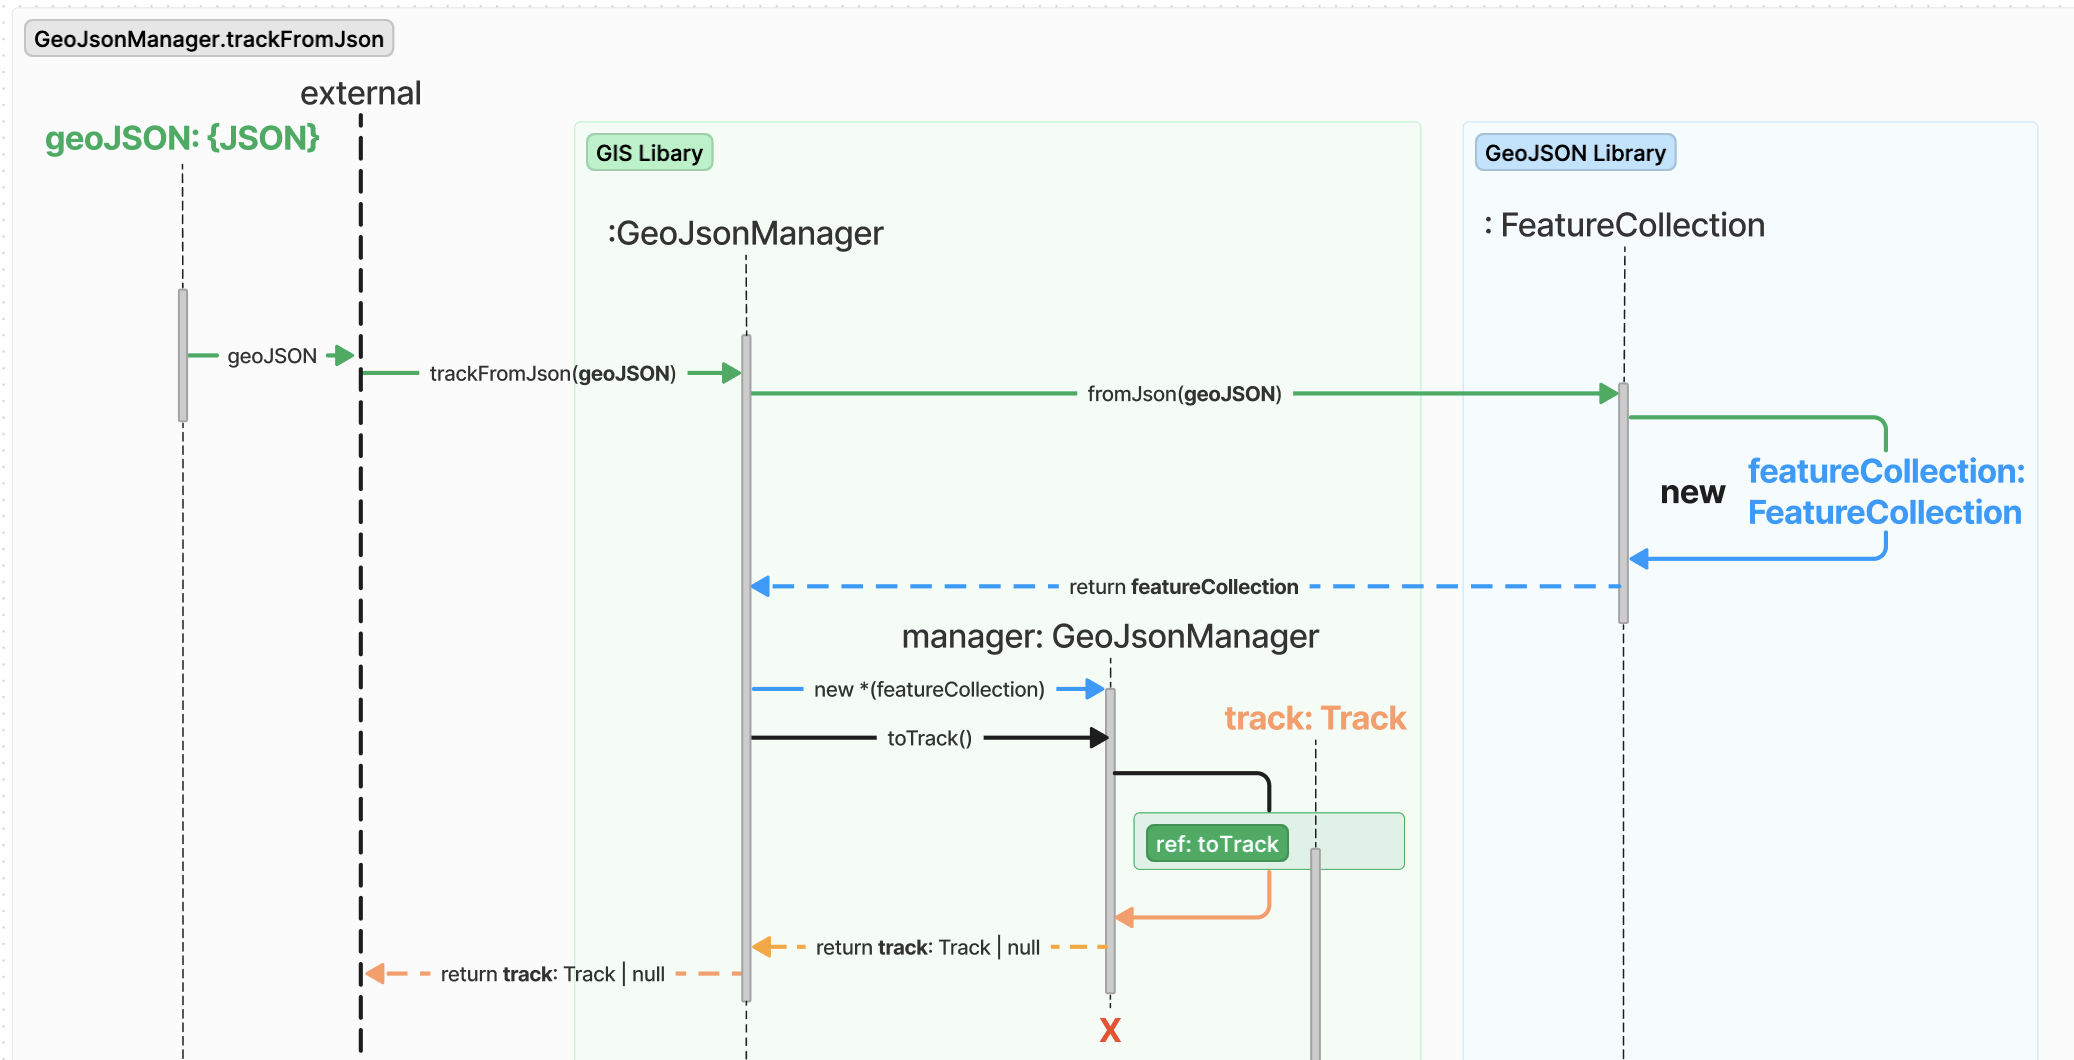 GeoJsonManager.trackFromJson
external
geoJSON: {JSON}
GIS Libary
GeoJSON Library
:GeoJsonManager
: FeatureCollection
geoJSON
trackFromJson(geoJSON)
fromJson(geoJSON)
new
featureCollection:
FeatureCollection
return featureCollection
manager: GeoJsonManager
new *(featureCollection)
track: Track
toTrack()
ref: toTrack
return track: Track | null
return track: Track | null
X